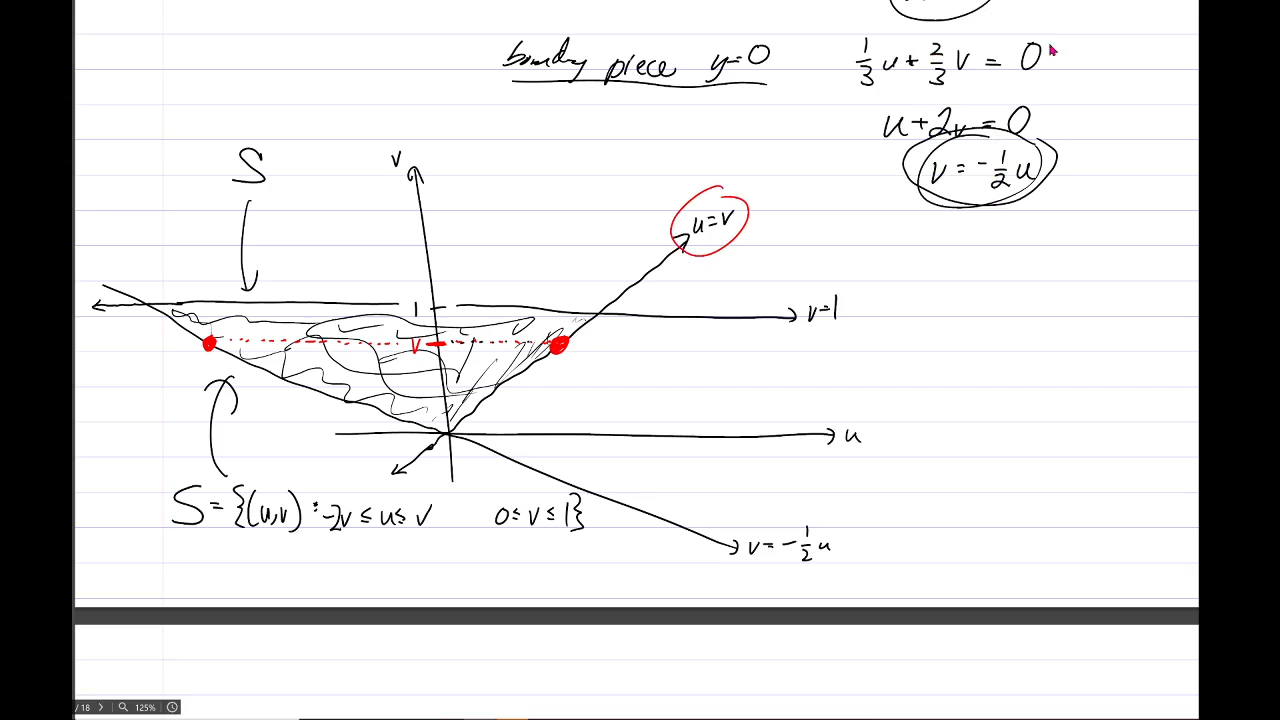 boundary piece y=0
1/3 u + 2/3 v = 0
u+2v = 0
v = -1/2 u
S
v
u=v
1
v=1
v
u
S = {(u,v) : -2v ≤ u ≤ v 0 ≤ v ≤ 1}
v = -1/2 u
/ 18
125%